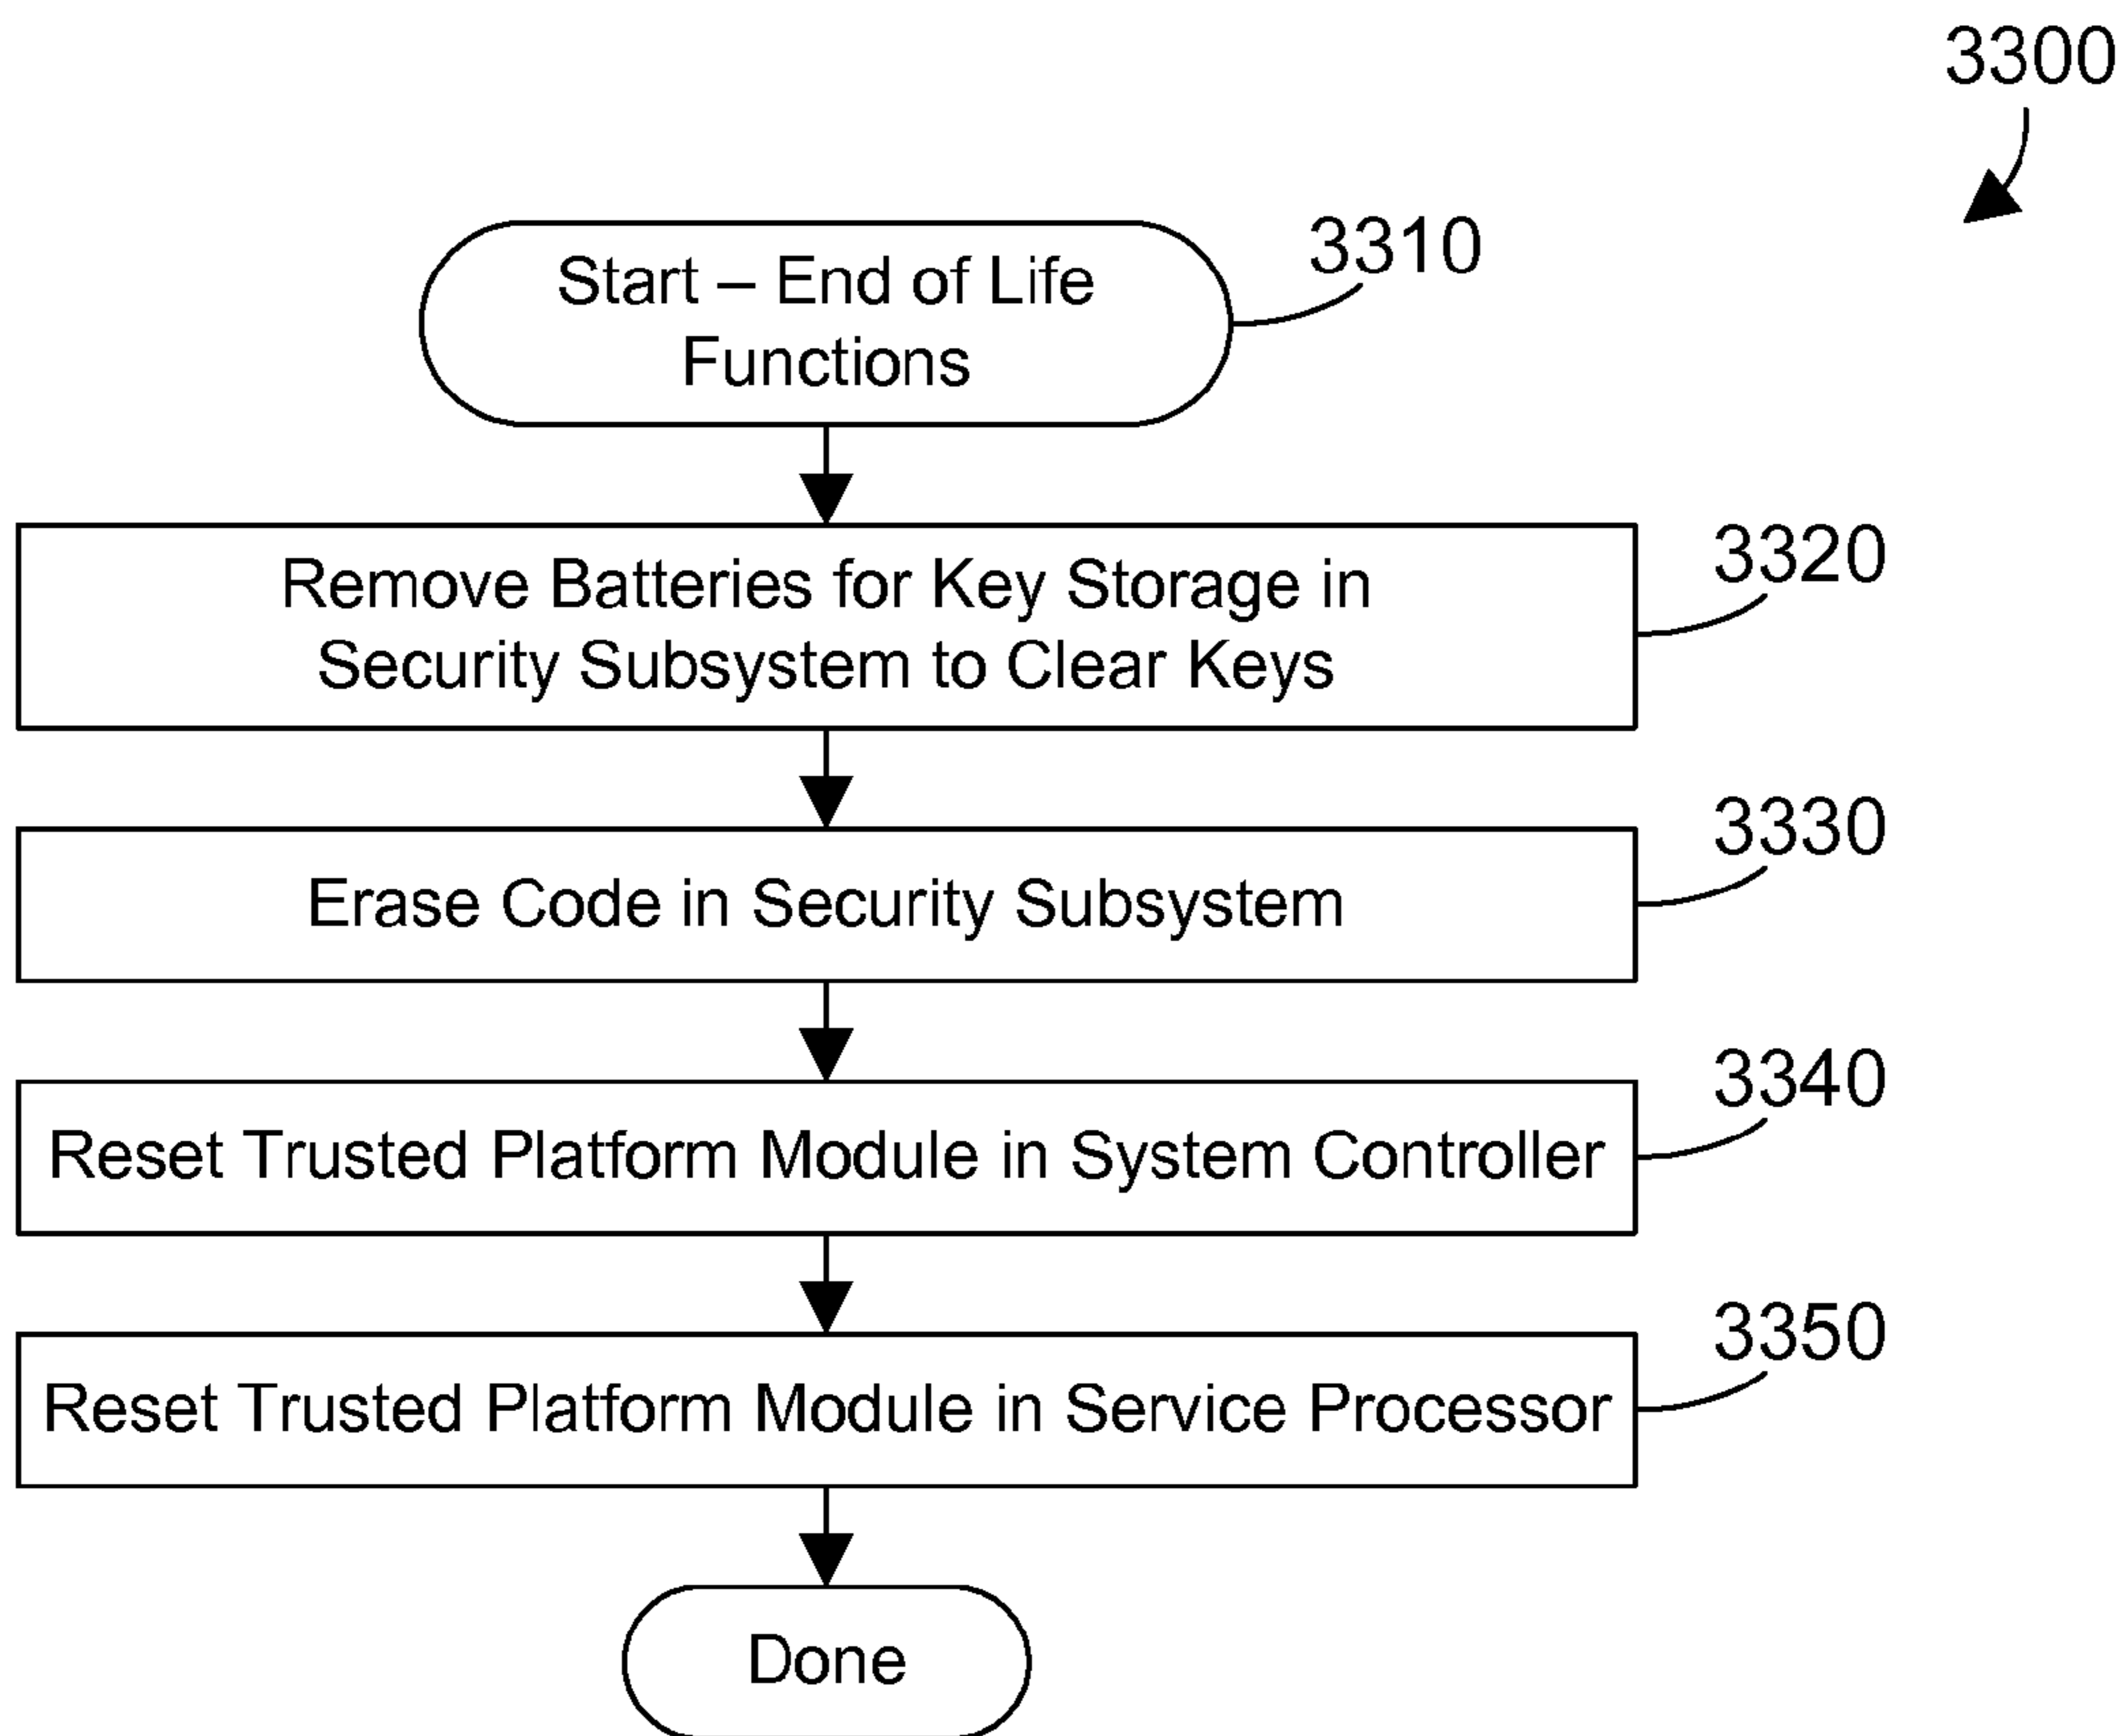 3300
Start – End of Life
Functions
3310
Remove Batteries for Key Storage in
Security Subsystem to Clear Keys
3320
Erase Code in Security Subsystem
3330
Reset Trusted Platform Module in System Controller
3340
Reset Trusted Platform Module in Service Processor
3350
Done